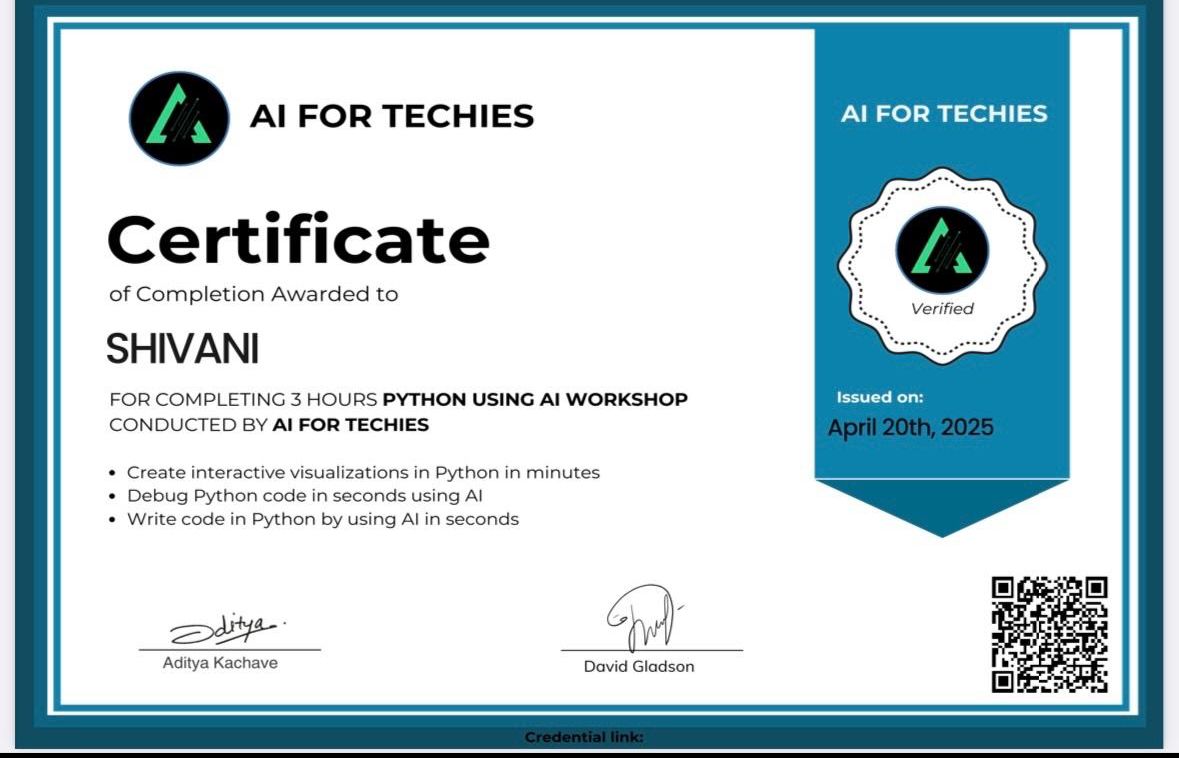 AI FOR TECHIES
Certificate
of Completion Awarded to
SHIVANI
FOR COMPLETING 3 HOURS PYTHON USING AI WORKSHOP
CONDUCTED BY AI FOR TECHIES
• Create interactive visualizations in Python in minutes
• Debug Python code in seconds using AI
• Write code in Python by using AI in seconds
Aditya.
Aditya Kachave
David Gladson
AI FOR TECHIES
Verified
Issued on:
April 20th, 2025
Credential link: